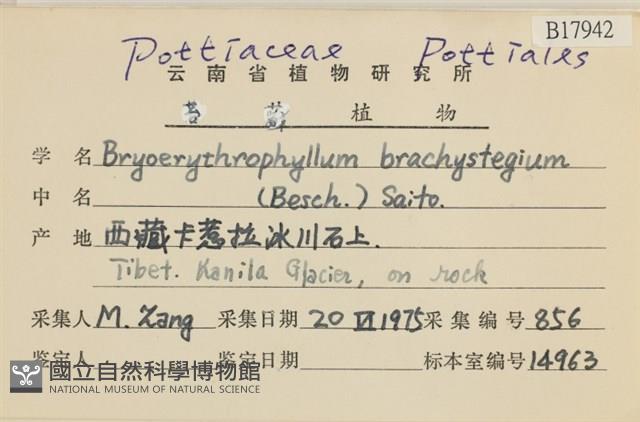 B17942
Pottiaceae Pottiales
云南省植物研究所
苔藓植物
学名 Bryoerythrophyllum brachystegium
中名 (Besch.) Saito.
产地 西藏卡惹拉冰川石上.
Tibet. Kanila Glacier, on rock
采集人 M. Zang 采集日期 20 VI 1975 采集编号 856
鉴定人 鉴定日期 标本室编号 14963
國立自然科學博物館
NATIONAL MUSEUM OF NATURAL SCIENCE